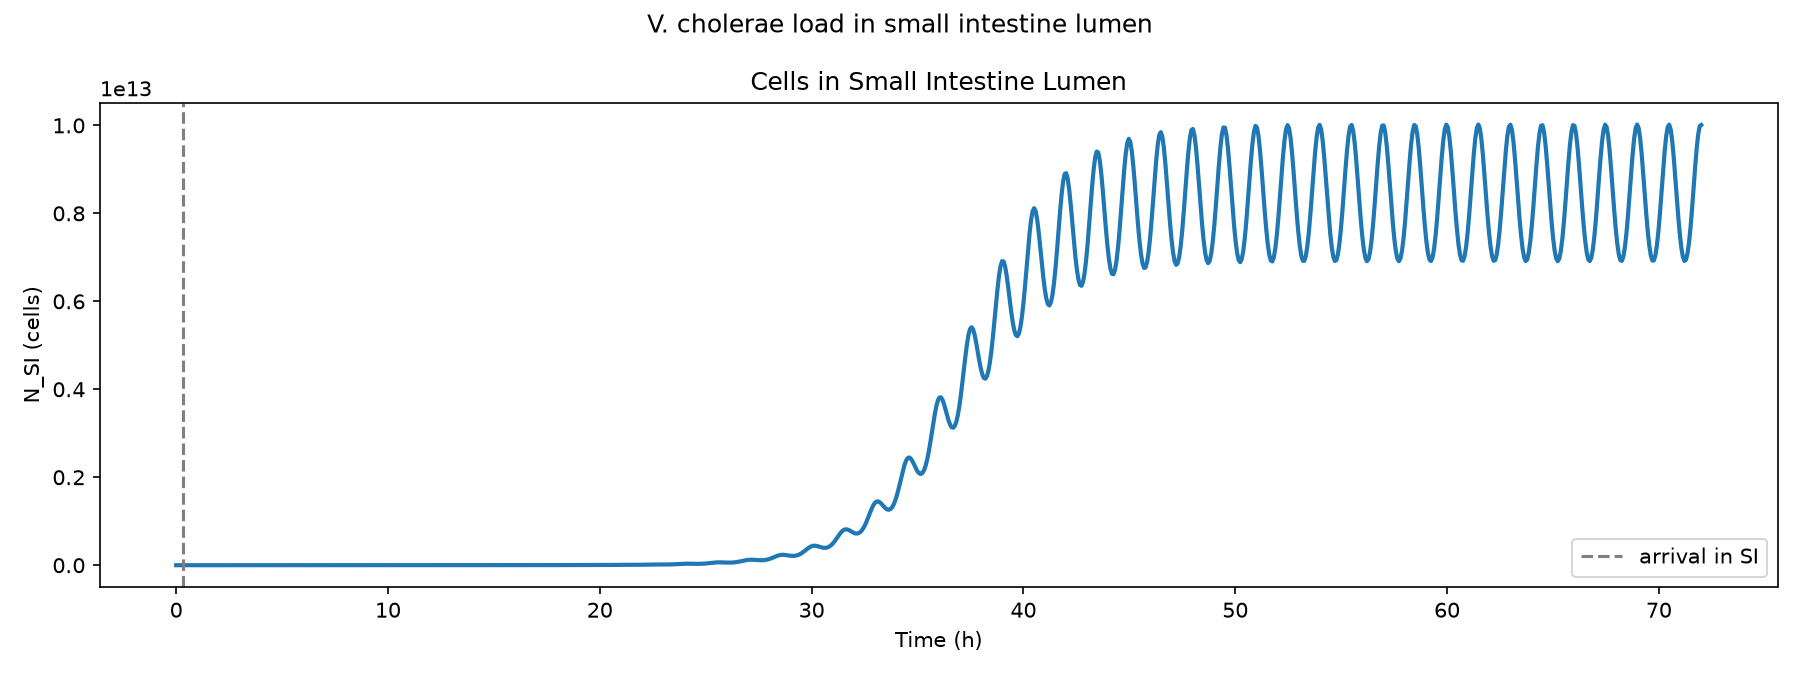 V. cholerae load in small intestine lumen
Cells in Small Intestine Lumen
1e13
1.0
0.8
0.6
0.4
0.2
0.0
N_SI (cells)
arrival in SI
0 10 20 30 40 50 60 70
Time (h)